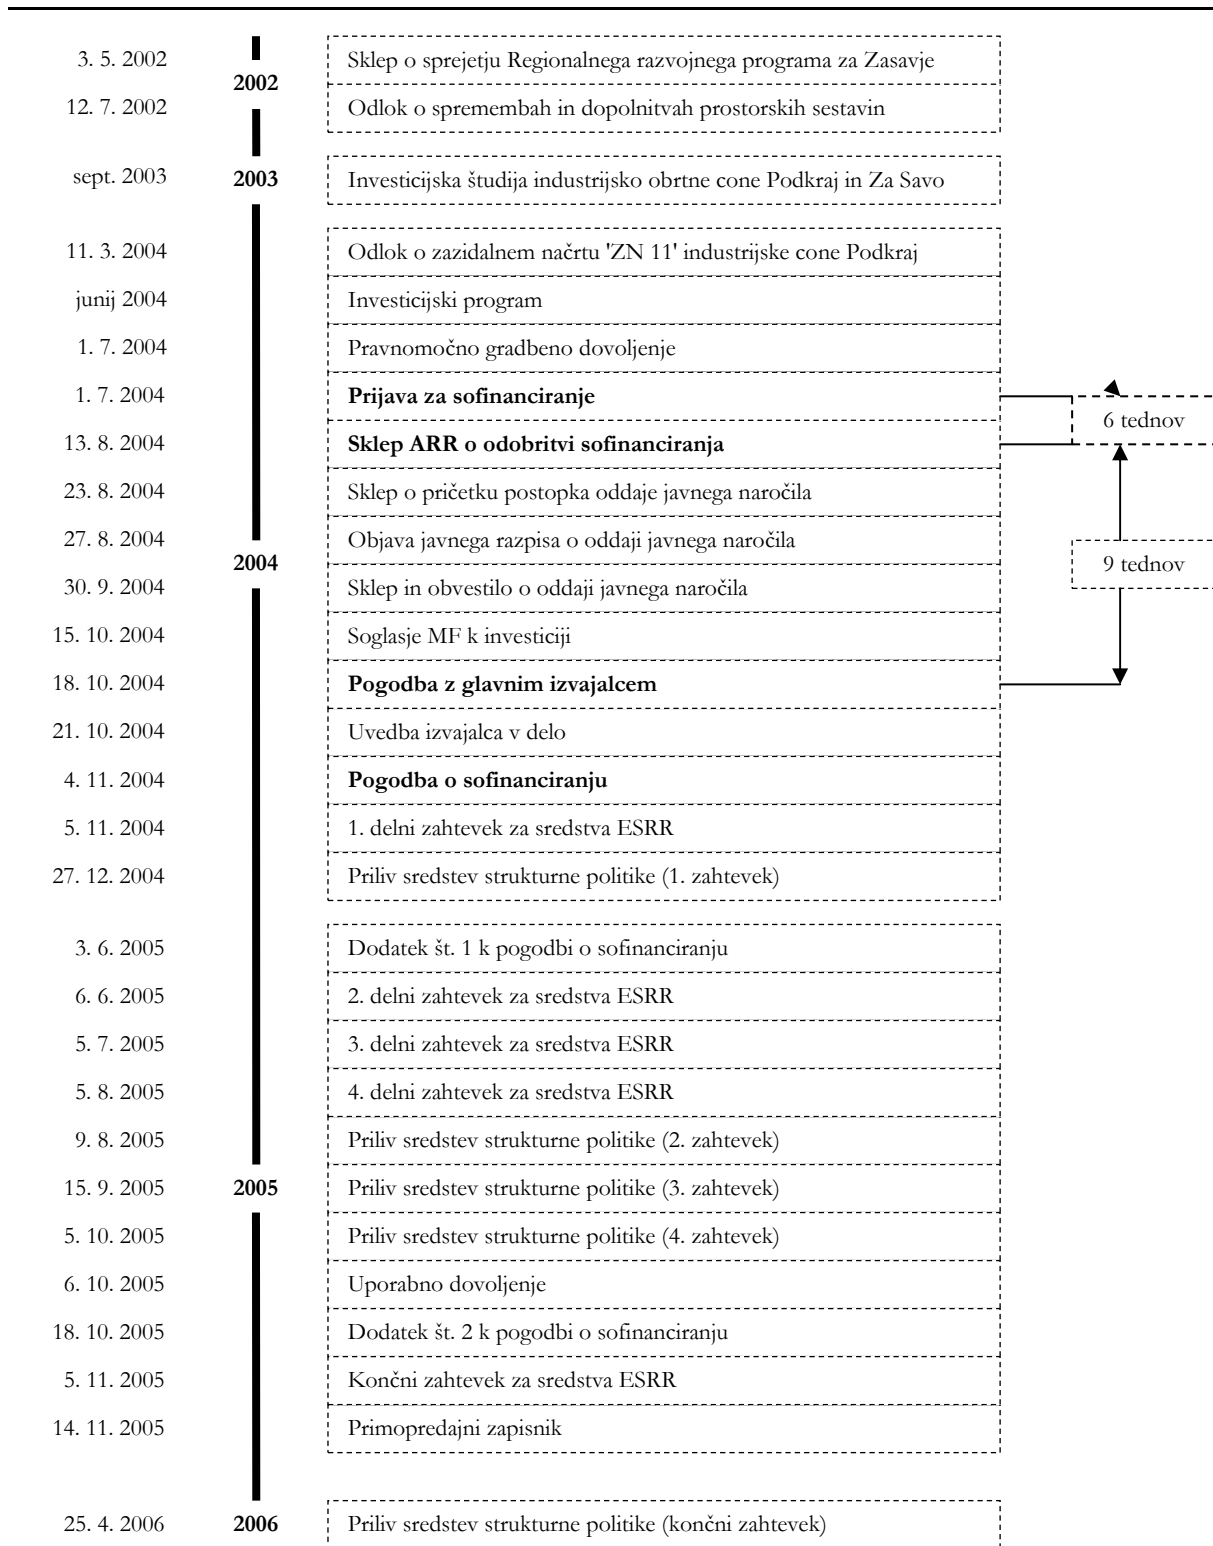 3. 5. 2002 Sklep o sprejetju Regionalnega razvojnega programa za Zasavje
2002
12. 7. 2002 Odlok o spremembah in dopolnitvah prostorskih sestavin
sept. 2003 2003 Investicijska študija industrijsko obrtne cone Podkraj in Za Savo
11. 3. 2004 Odlok o zazidalnem načrtu 'ZN 11' industrijske cone Podkraj
junij 2004 Investicijski program
1. 7. 2004 Pravnomočno gradbeno dovoljenje
1. 7. 2004 Prijava za sofinanciranje
6 tednov
13. 8. 2004 Sklep ARR o odobritvi sofinanciranja
23. 8. 2004 Sklep o pričetku postopka oddaje javnega naročila
27. 8. 2004 Objava javnega razpisa o oddaji javnega naročila
2004 9 tednov
30. 9. 2004 Sklep in obvestilo o oddaji javnega naročila
15. 10. 2004 Soglasje MF k investiciji
18. 10. 2004 Pogodba z glavnim izvajalcem
21. 10. 2004 Uvedba izvajalca v delo
4. 11. 2004 Pogodba o sofinanciranju
5. 11. 2004 1. delni zahtevek za sredstva ESRR
27. 12. 2004 Priliv sredstev strukturne politike (1. zahtevek)
3. 6. 2005 Dodatek št. 1 k pogodbi o sofinanciranju
6. 6. 2005 2. delni zahtevek za sredstva ESRR
5. 7. 2005 3. delni zahtevek za sredstva ESRR
5. 8. 2005 4. delni zahtevek za sredstva ESRR
9. 8. 2005 Priliv sredstev strukturne politike (2. zahtevek)
15. 9. 2005 2005 Priliv sredstev strukturne politike (3. zahtevek)
5. 10. 2005 Priliv sredstev strukturne politike (4. zahtevek)
6. 10. 2005 Uporabno dovoljenje
18. 10. 2005 Dodatek št. 2 k pogodbi o sofinanciranju
5. 11. 2005 Končni zahtevek za sredstva ESRR
14. 11. 2005 Primopredajni zapisnik
25. 4. 2006 2006 Priliv sredstev strukturne politike (končni zahtevek)